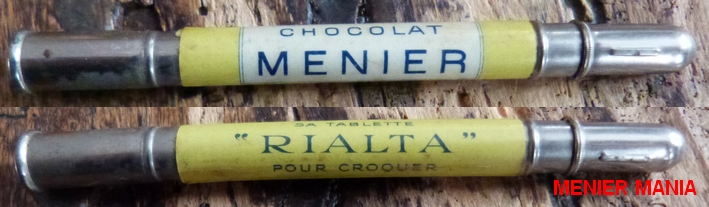 CHOCOLAT
MENIER
SA TABLETTE
"RIALTA"
POUR CROQUER
MENIER MANIA